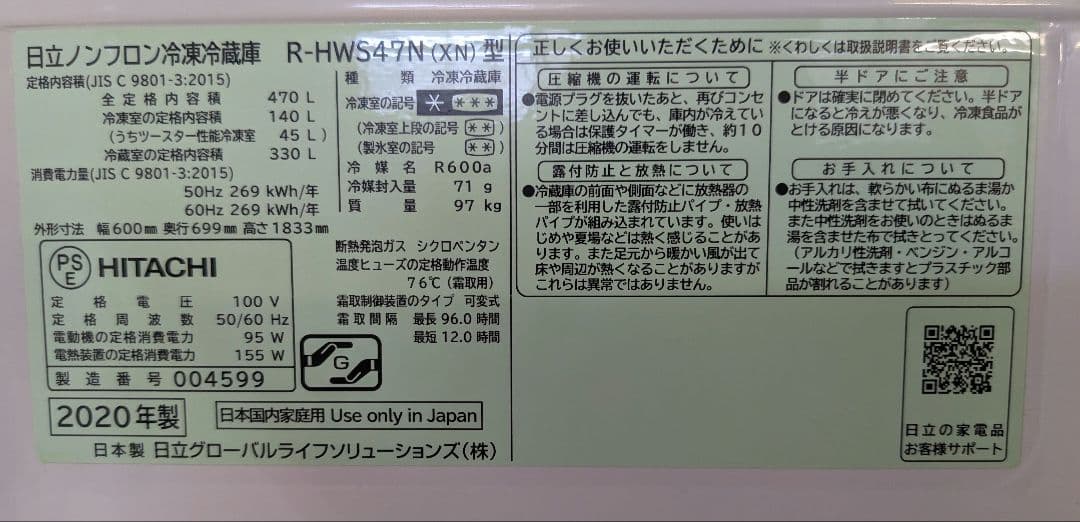 日立ノンフロン冷凍冷蔵庫 R-HWS47N (XN) 型
定格内容積(JIS C 9801-3:2015)
全定格内容積 470 L
冷凍室の定格内容積 140 L
(うちツースター性能冷凍室 45 L)
冷蔵室の定格内容積 330 L
消費電力量(JIS C 9801-3:2015)
50Hz 269 kWh/年
60Hz 269 kWh/年
外形寸法 幅600mm 奥行699mm 高さ1833mm
種類 冷凍冷蔵庫
冷凍室の記号 * ***
(冷凍室上段の記号 **)
(製氷室の記号 **)
冷媒名 R600a
冷媒封入量 71 g
質量 97 kg
PS
E
HITACHI
定格電圧 100 V
定格周波数 50/60 Hz
電動機の定格消費電力 95 W
電熱装置の定格消費電力 155 W
製造番号 004599
断熱発泡ガス シクロペンタン
温度ヒューズの定格動作温度
76℃(霜取用)
霜取制御装置のタイプ 可変式
霜取間隔 最長 96.0 時間
最短 12.0 時間
G
2020年製
日本国内家庭用 Use only in Japan
日本製 日立グローバルライフソリューションズ(株)
正しくお使いいただくために ※くわしくは取扱説明書をご覧ください。
圧縮機の運転について
●電源プラグを抜いたあと、再びコンセ
ントに差し込んでも、庫内が冷えてい
る場合は保護タイマーが働き、約10
分間は圧縮機の運転をしません。
露付防止と放熱について
●冷蔵庫の前面や側面などに放熱器の
一部を利用した露付防止パイプ・放熱
パイプが組み込まれています。使いは
じめや夏場などは熱く感じることがあ
ります。また足元から暖かい風が出て
床や周辺が熱くなることがありますが
これらは異常ではありません。
半ドアにご注意
●ドアは確実に閉めてください。半ドア
になると冷えが悪くなり、冷凍食品が
とける原因になります。
お手入れについて
●お手入れは、軟らかい布にぬるま湯か
中性洗剤を含ませて拭いてください。
また中性洗剤をお使いのときはぬるま
湯を含ませた布で拭きとってください。
(アルカリ性洗剤・ベンジン・アルコ
ールなどで拭きますとプラスチック部
品が割れることがあります)
日立の家電品
お客様サポート